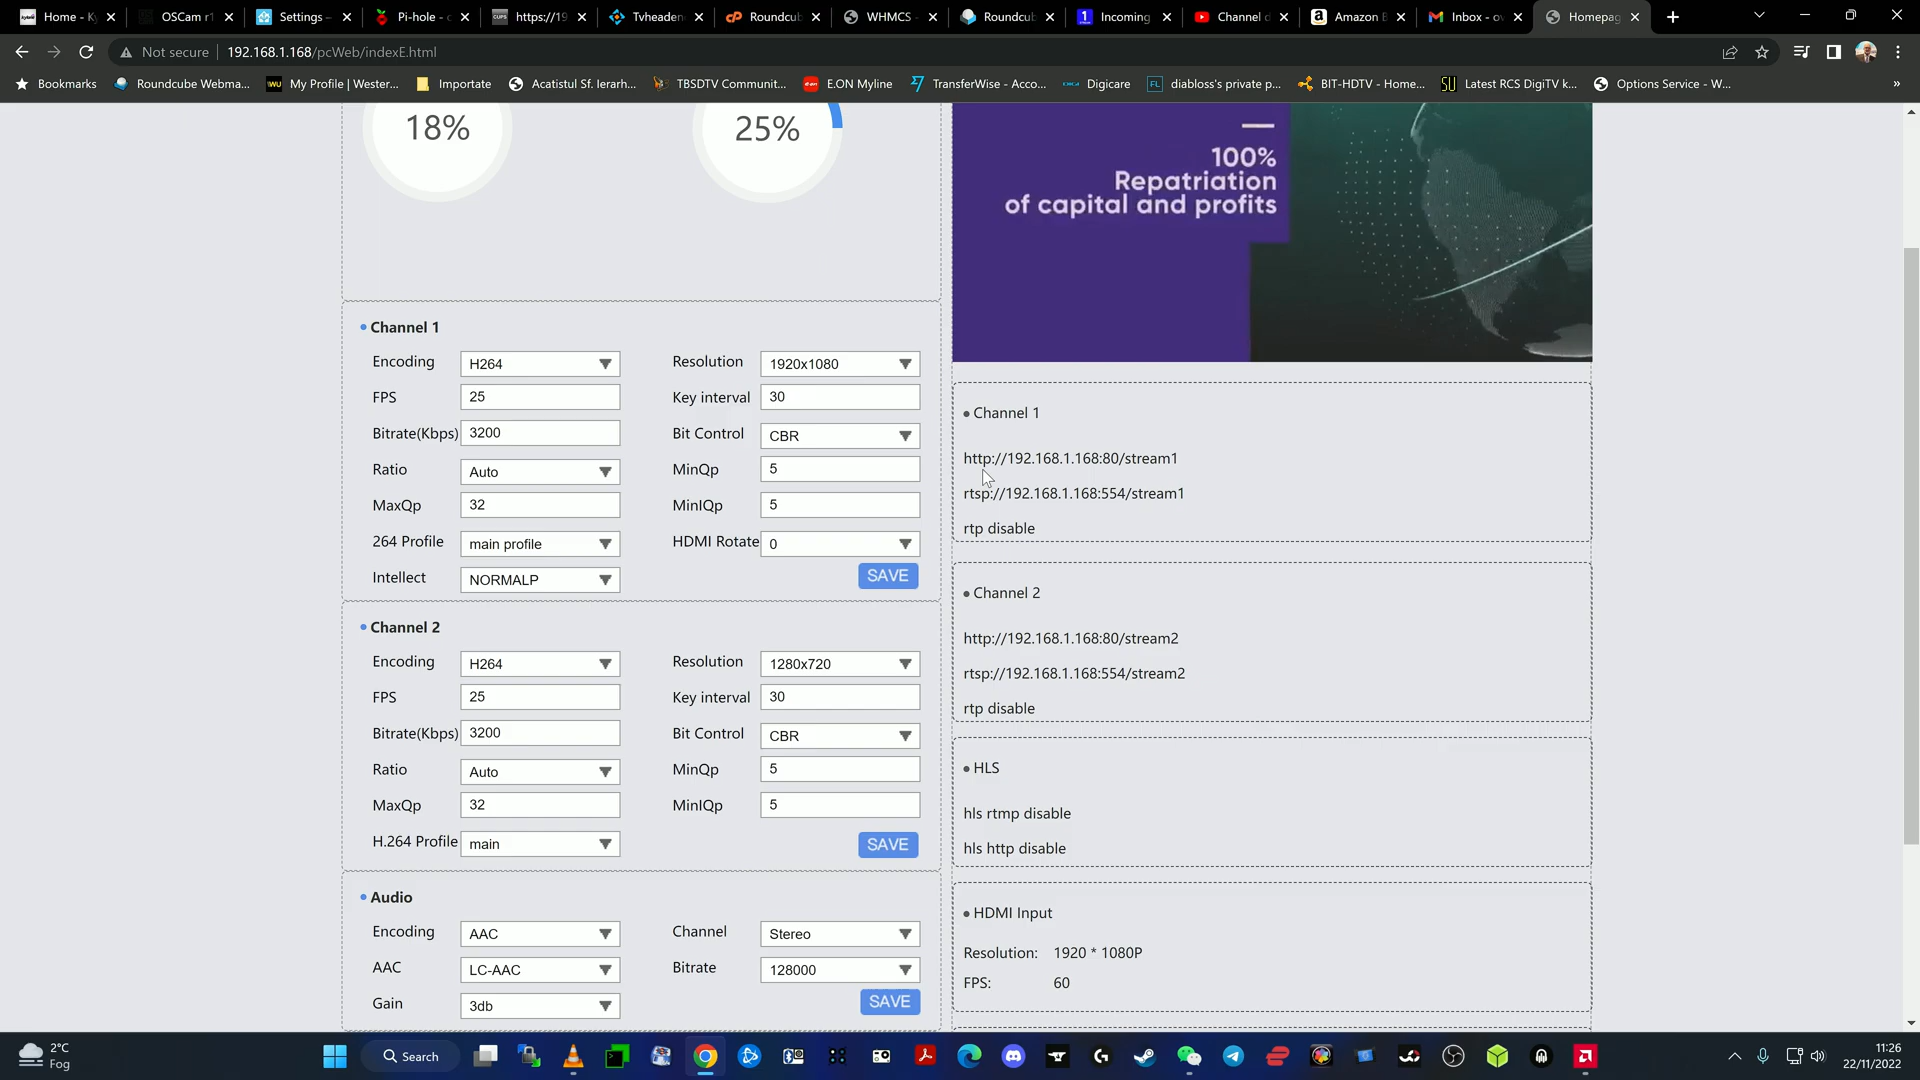 Home - Ky
OSCam r1
Settings –
Pi-hole -
https://19
Tvheader
Roundcub
WHMCS -
Roundcu
Incoming
Channel d
Amazon B
Inbox - ov
Homepag
Not secure
192.168.1.168/pcWeb/indexE.html
Bookmarks
Roundcube Webma...
My Profile | Wester...
Importate
Acatistul Sf. Ierarh...
TBSDTV Communit...
E.ON Myline
TransferWise - Acco...
Digicare
diabloss's private p...
BIT-HDTV - Home...
Latest RCS DigiTV k...
Options Service - W...
»
18%
25%
100%
Repatriation
of capital and profits
Channel 1
Encoding H264 Resolution 1920x1080
FPS 25 Key interval 30
Bitrate(Kbps) 3200 Bit Control CBR
Ratio Auto MinQp 5
MaxQp 32 MinIQp 5
264 Profile main profile HDMI Rotate 0
Intellect NORMALP
SAVE
Channel 2
Encoding H264 Resolution 1280x720
FPS 25 Key interval 30
Bitrate(Kbps) 3200 Bit Control CBR
Ratio Auto MinQp 5
MaxQp 32 MinIQp 5
H.264 Profile main
SAVE
Audio
Encoding AAC Channel Stereo
AAC LC-AAC Bitrate 128000
Gain 3db
SAVE
Channel 1
http://192.168.1.168:80/stream1
rtsp://192.168.1.168:554/stream1
rtp disable
Channel 2
http://192.168.1.168:80/stream2
rtsp://192.168.1.168:554/stream2
rtp disable
HLS
hls rtmp disable
hls http disable
HDMI Input
Resolution: 1920 * 1080P
FPS: 60
2°C
Fog
Search
11:26
22/11/2022